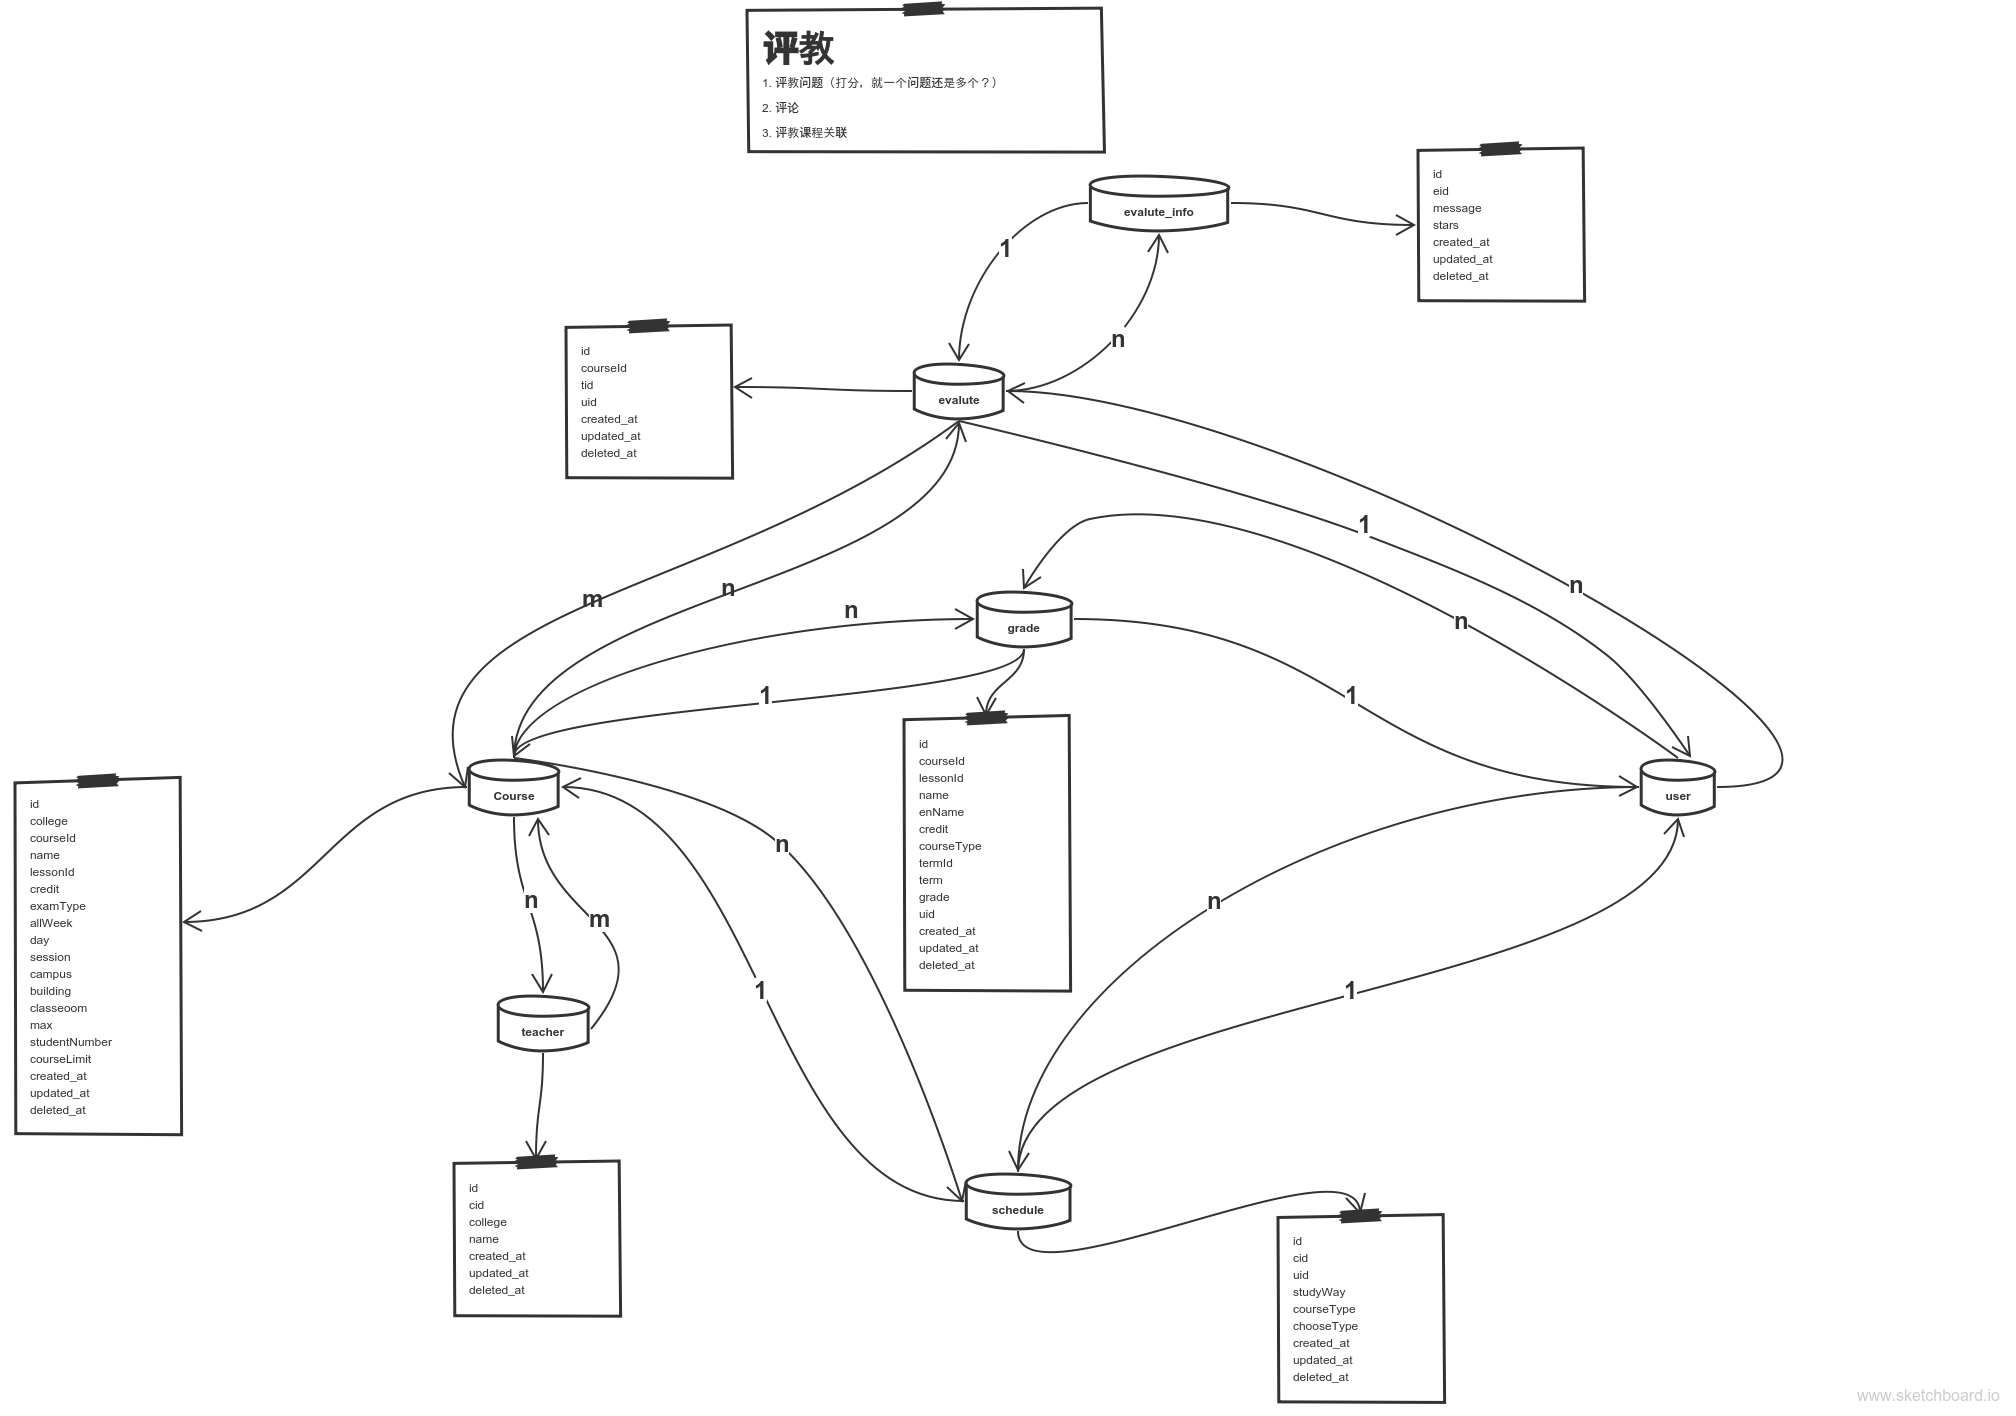 评教
1. 评教问题（打分，就一个问题还是多个？）
2. 评论
3. 评教课程关联
id
eid
message
stars
created_at
updated_at
deleted_at
evalute_info
1
n
id
courseId
tid
uid
created_at
updated_at
deleted_at
evalute
1
n
m
n
n
n
grade
1
1
id
courseId
lessonId
name
enName
credit
courseType
termId
term
grade
uid
created_at
updated_at
deleted_at
Course
user
id
college
courseId
name
lessonId
credit
examType
allWeek
day
session
campus
building
classeoom
max
studentNumber
courseLimit
created_at
updated_at
deleted_at
n
n
m
n
1
1
teacher
id
cid
college
name
created_at
updated_at
deleted_at
schedule
id
cid
uid
studyWay
courseType
chooseType
created_at
updated_at
deleted_at
www.sketchboard.io